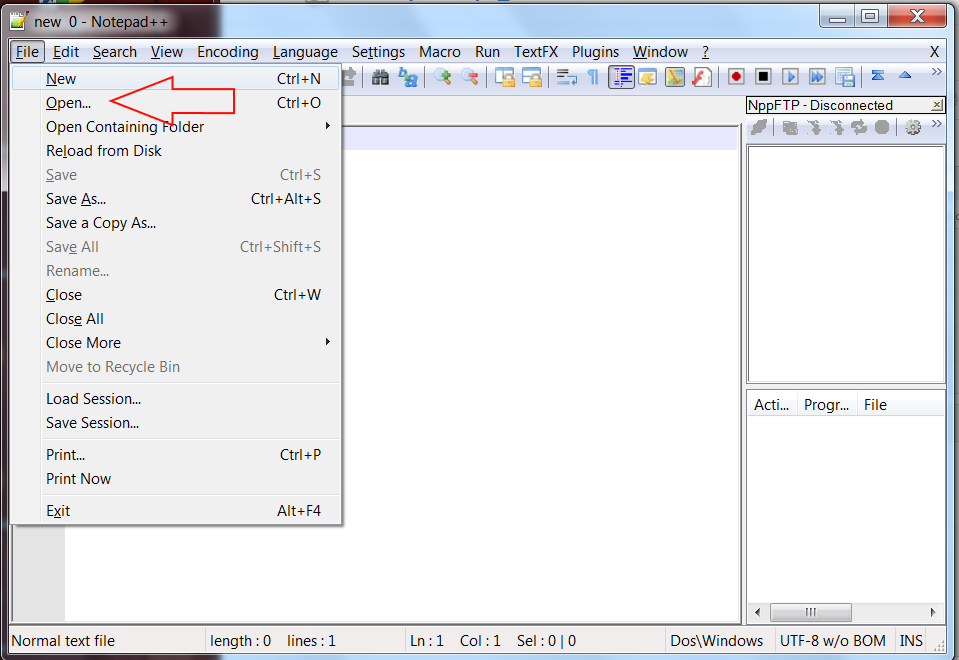 new  0 - Notepad++
File Edit Search View Encoding Language Settings Macro Run TextFX Plugins Window ? X
New Ctrl+N
Open... Ctrl+O
Open Containing Folder
Reload from Disk
Save Ctrl+S
Save As... Ctrl+Alt+S
Save a Copy As...
Save All Ctrl+Shift+S
Rename...
Close Ctrl+W
Close All
Close More
Move to Recycle Bin
Load Session...
Save Session...
Print... Ctrl+P
Print Now
Exit Alt+F4
NppFTP - Disconnected
Acti... Progr... File
Normal text file length : 0 lines : 1 Ln : 1 Col : 1 Sel : 0 | 0 Dos\Windows UTF-8 w/o BOM INS